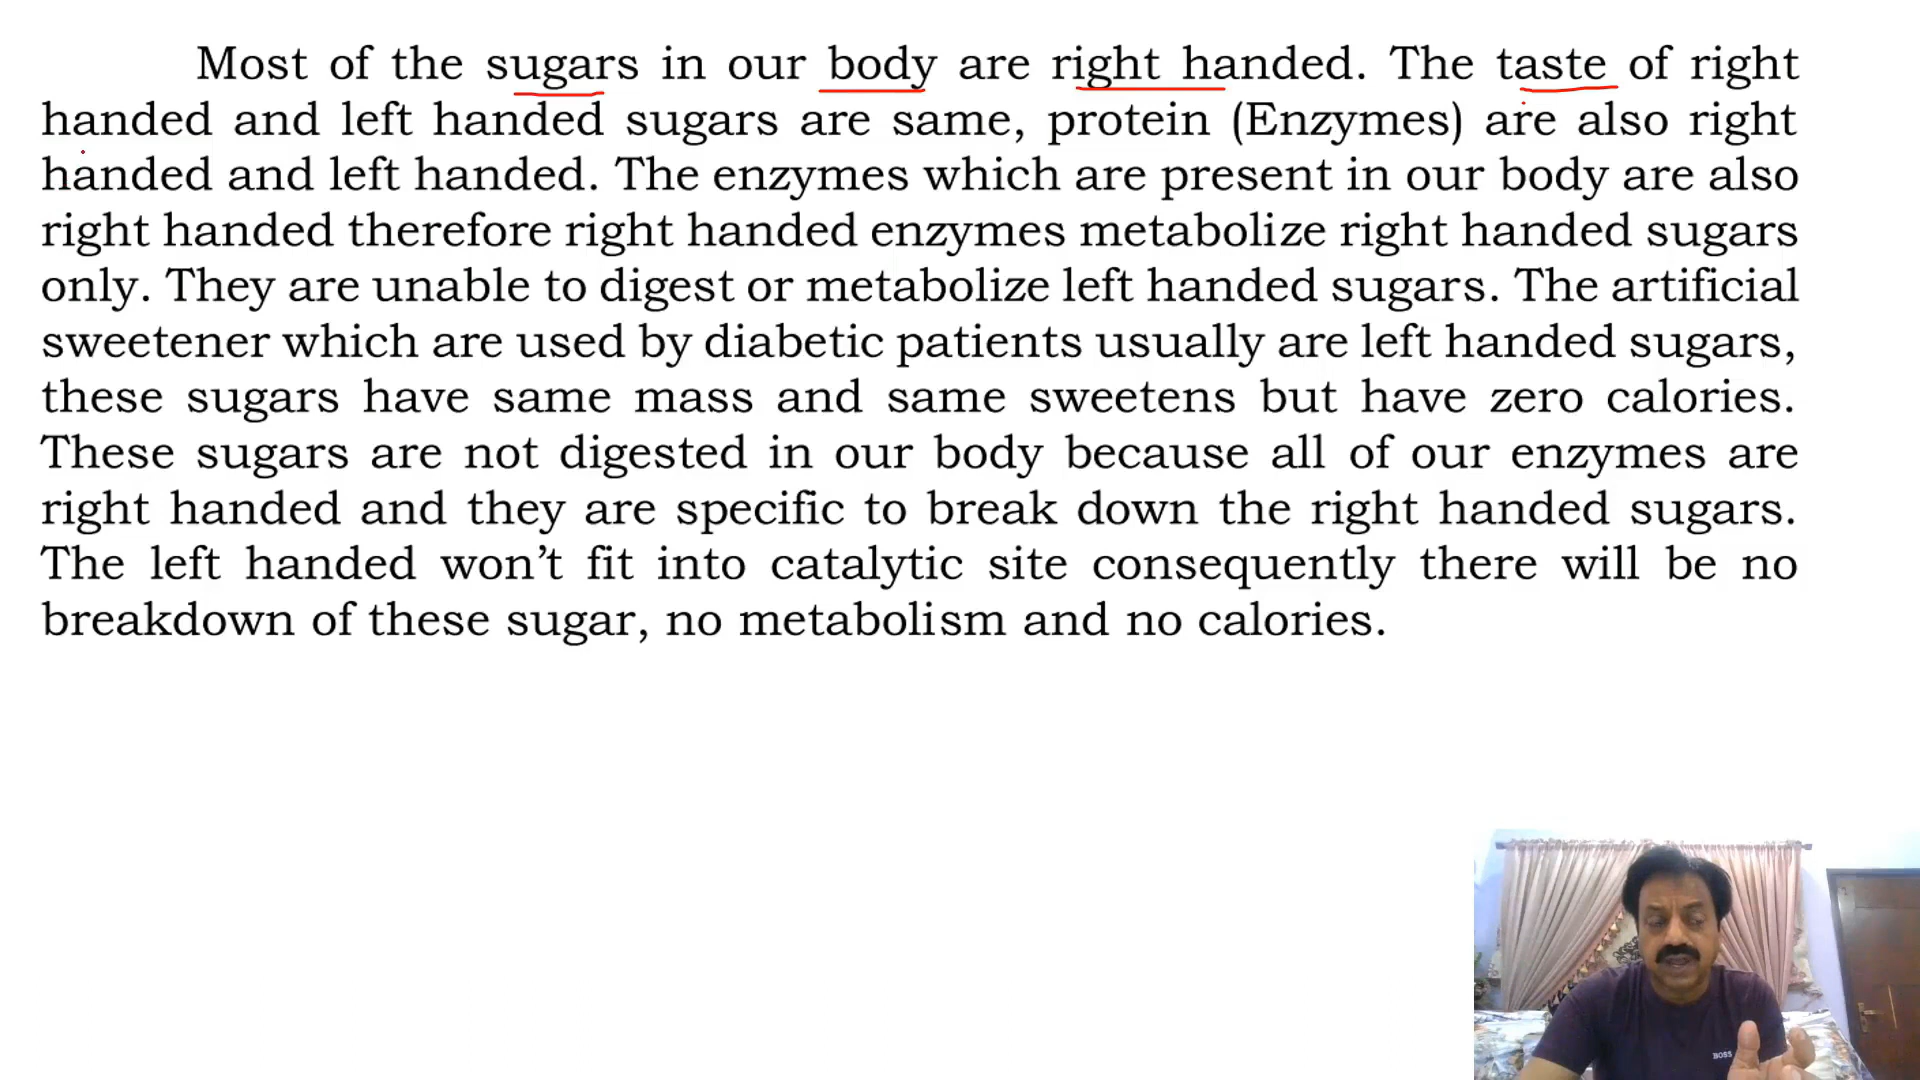 Most of the sugars in our body are right handed. The taste of right
handed and left handed sugars are same, protein (Enzymes) are also right
handed and left handed. The enzymes which are present in our body are also
right handed therefore right handed enzymes metabolize right handed sugars
only. They are unable to digest or metabolize left handed sugars. The artificial
sweetener which are used by diabetic patients usually are left handed sugars,
these sugars have same mass and same sweetens but have zero calories.
These sugars are not digested in our body because all of our enzymes are
right handed and they are specific to break down the right handed sugars.
The left handed won’t fit into catalytic site consequently there will be no
breakdown of these sugar, no metabolism and no calories.
BOSS